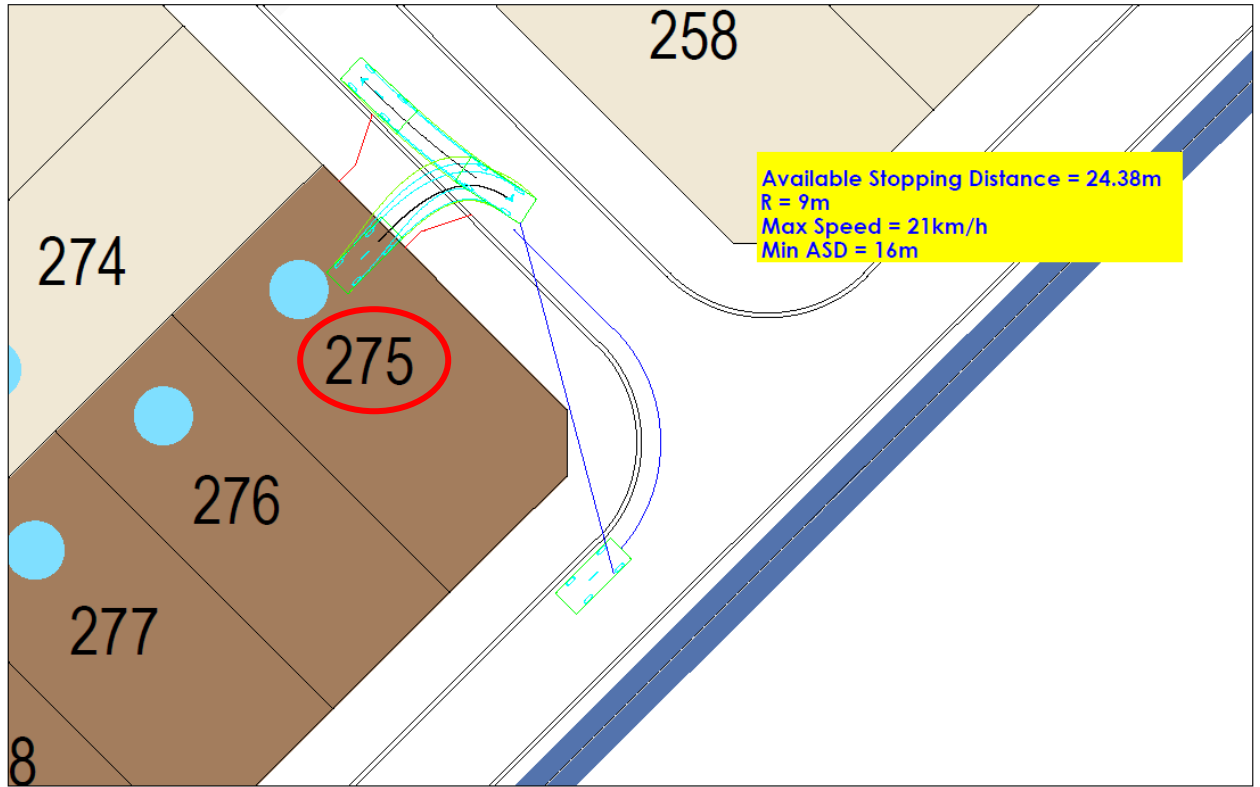 258
Available Stopping Distance = 24.38m
R = 9m
Max Speed = 21km/h
Min ASD = 16m
274
275
276
277
8